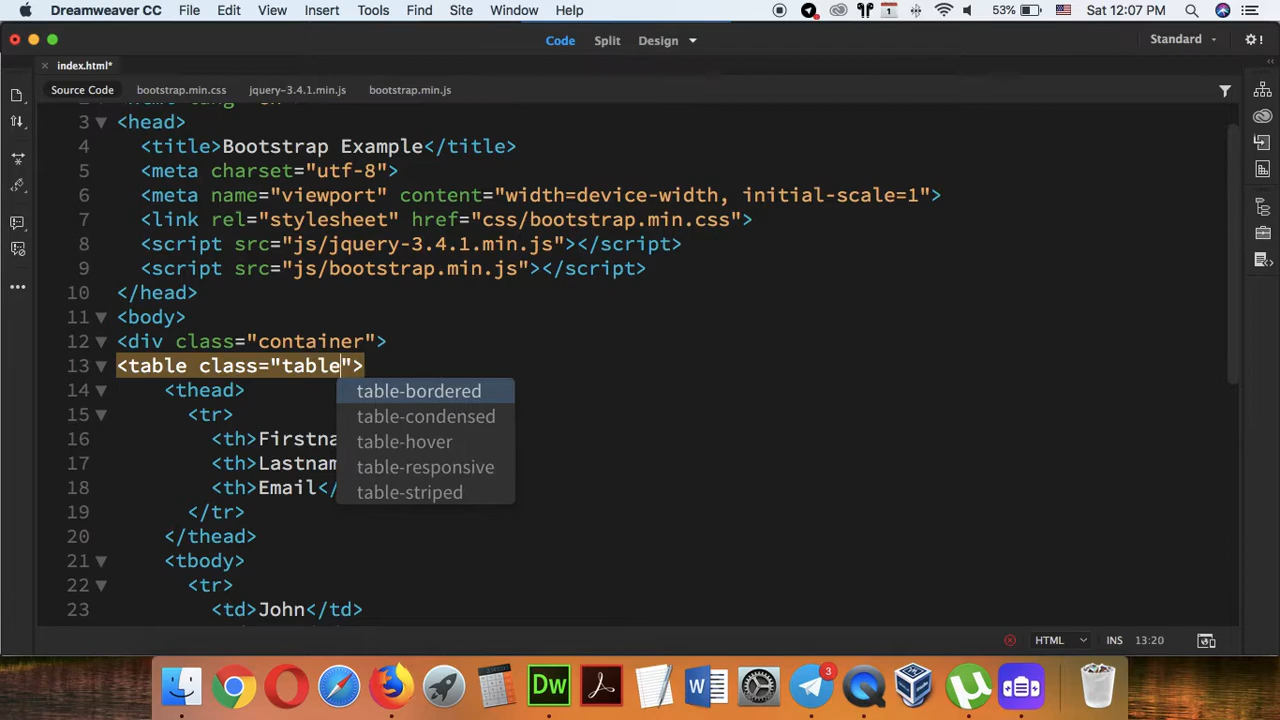 Dreamweaver CC File Edit View Insert Tools Find Site Window Help 1 53% Sat 12:07 PM
Code Split Design Standard
index.html*
Source Code bootstrap.min.css jquery-3.4.1.min.js bootstrap.min.js
3 <head>
4 <title>Bootstrap Example</title>
5 <meta charset="utf-8">
6 <meta name="viewport" content="width=device-width, initial-scale=1">
7 <link rel="stylesheet" href="css/bootstrap.min.css">
8 <script src="js/jquery-3.4.1.min.js"></script>
9 <script src="js/bootstrap.min.js"></script>
10 </head>
11 <body>
12 <div class="container">
13 <table class="table">
14 <thead> table-bordered
15 <tr> table-condensed
16 <th>Firstna table-hover
17 <th>Lastnam table-responsive
18 <th>Email</ table-striped
19 </tr>
20 </thead>
21 <tbody>
22 <tr>
23 <td>John</td>
HTML INS 13:20
Dw W 3 µ